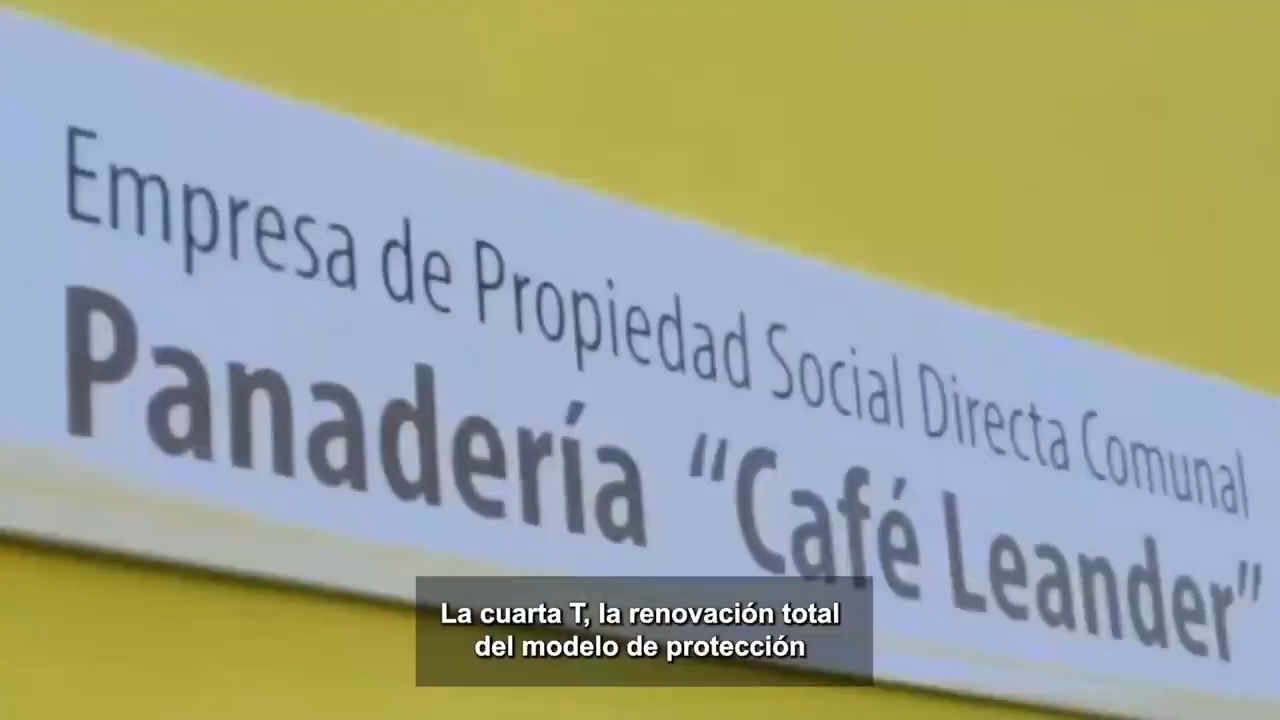 Empresa de Propiedad Social Directa Comunal
Panadería “Café Leander”
La cuarta T, la renovación total
del modelo de protección